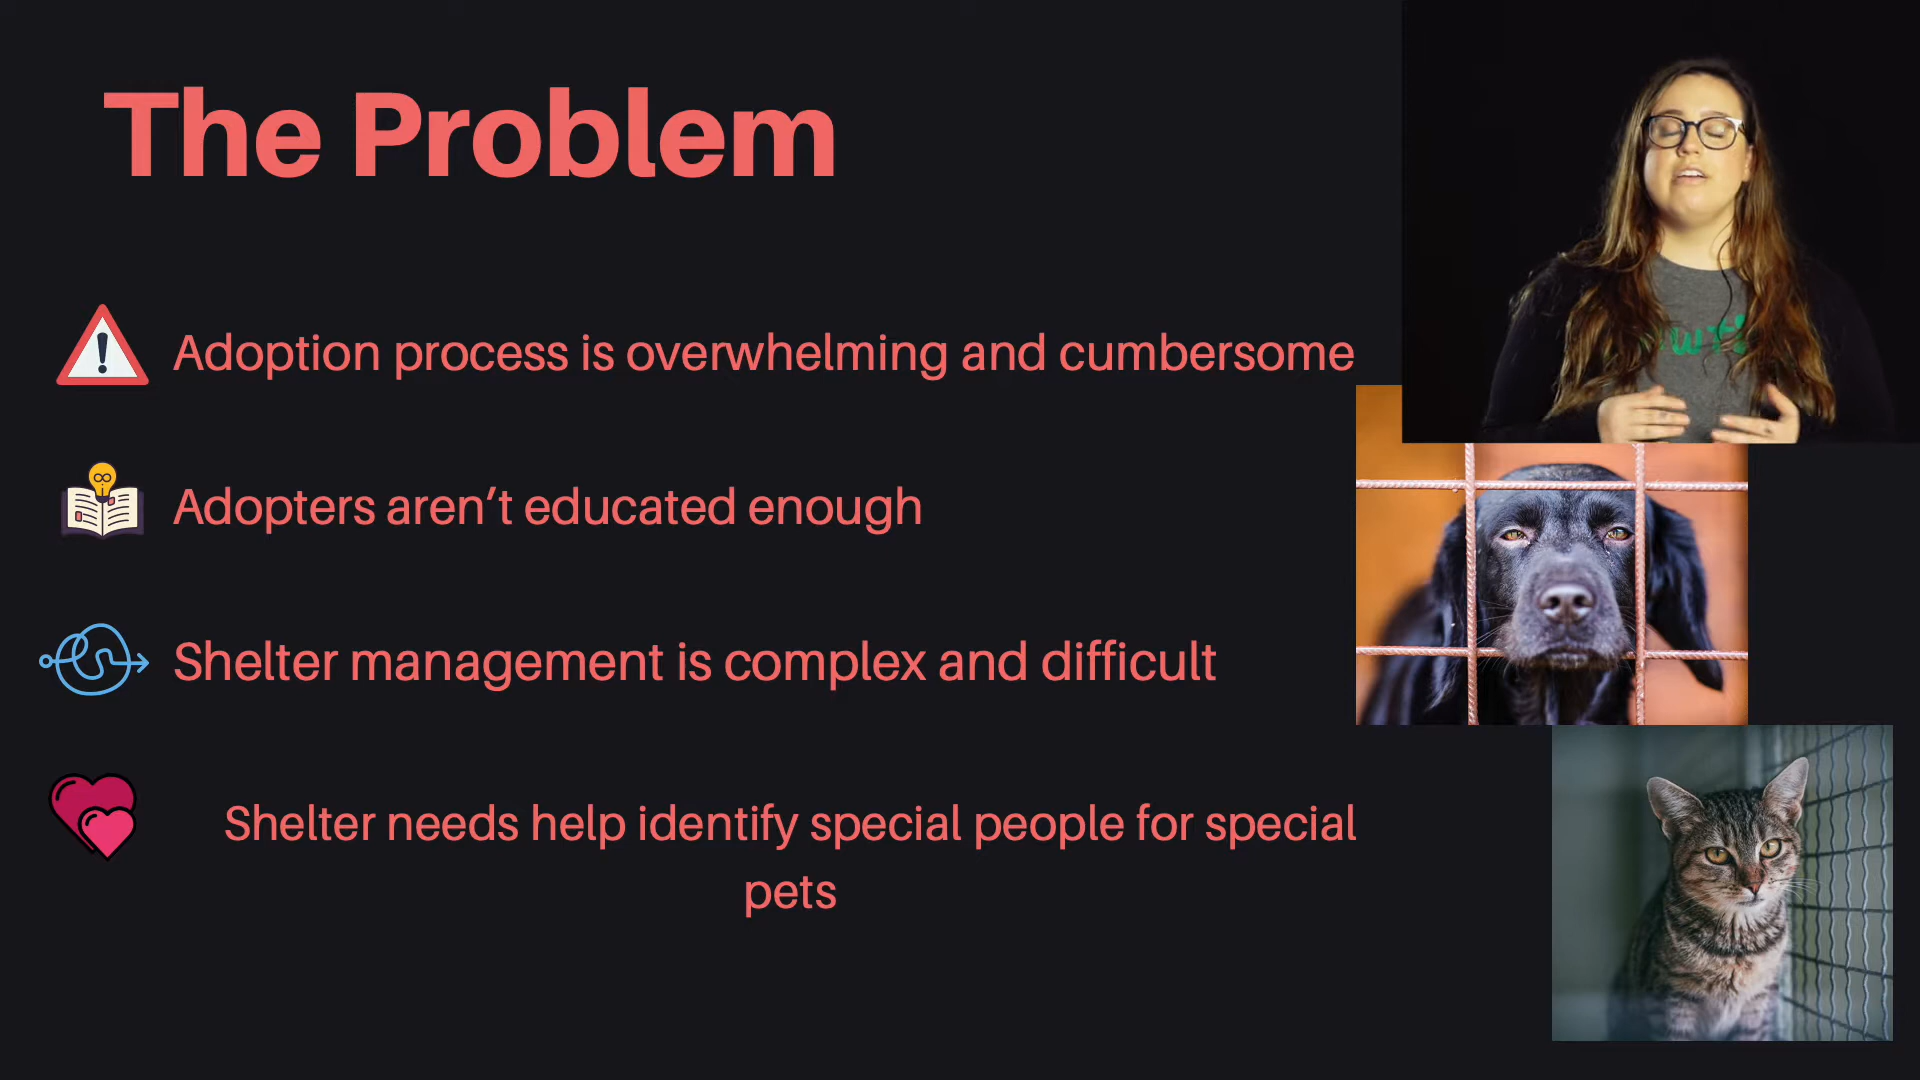 The Problem
Adoption process is overwhelming and cumbersome
Adopters aren’t educated enough
Shelter management is complex and difficult
Shelter needs help identify special people for special
pets